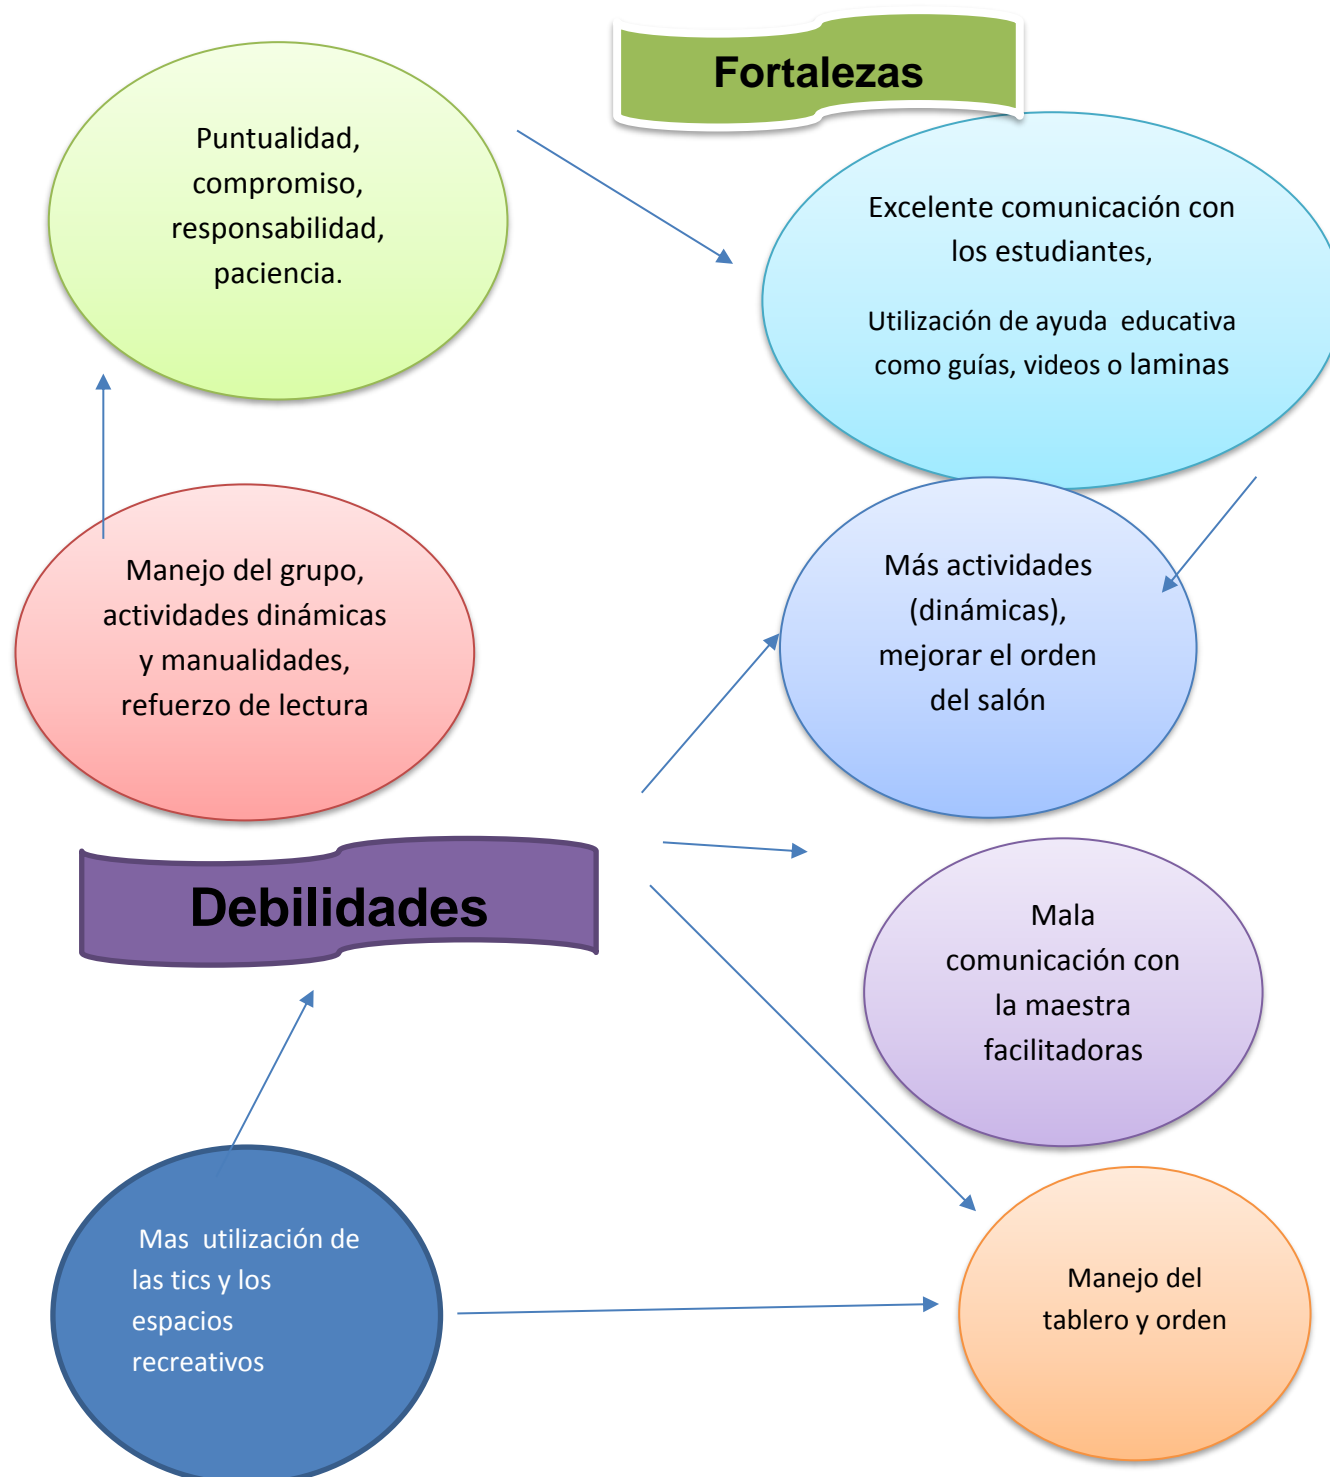 Fortalezas
Puntualidad,
compromiso,
responsabilidad,
paciencia.
Excelente comunicación con
los estudiantes,
Utilización de ayuda  educativa
como guías, videos o laminas
Manejo del grupo,
actividades dinámicas
y manualidades,
refuerzo de lectura
Más actividades
(dinámicas),
mejorar el orden
del salón
Debilidades
Mala
comunicación con
la maestra
facilitadoras
Mas  utilización de
las tics y los
espacios
recreativos
Manejo del
tablero y orden